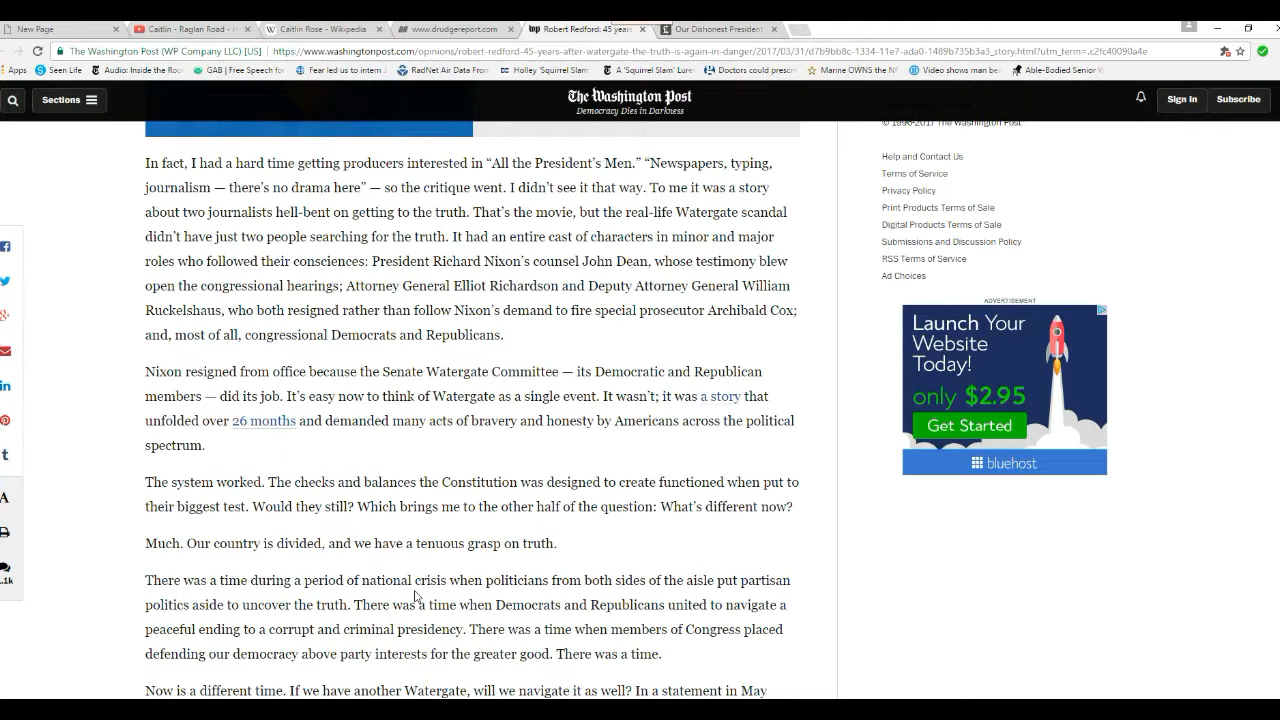 New Page
Caitlin - Raglan Road - H
Caitlin Rose - Wikipedia
www.drudgereport.com
Robert Redford: 45 years
Our Dishonest President
The Washington Post (WP Company LLC) [US]
https://www.washingtonpost.com/opinions/robert-redford-45-years-after-watergate-the-truth-is-again-in-danger/2017/03/31/d7b9bb8c-1334-11e7-ada0-1489b735b3a3_story.html?utm_term=.c2fc40090a4e
Apps
Seen Life
Audio: Inside the Roo
GAB | Free Speech fo
Fear led us to intern J
RadNet Air Data From
Holley 'Squirrel Slam
A 'Squirrel Slam' Lure
Doctors could prescri
Marine OWNS the NF
Video shows man be
Able-Bodied Senior V
Sections
The Washington Post
Democracy Dies in Darkness
Sign In
Subscribe
© 1996-2017 The Washington Post
Help and Contact Us
Terms of Service
Privacy Policy
Print Products Terms of Sale
Digital Products Terms of Sale
Submissions and Discussion Policy
RSS Terms of Service
Ad Choices
ADVERTISEMENT
Launch Your
Website
Today!
only $2.95
Get Started
bluehost
In fact, I had a hard time getting producers interested in “All the President’s Men.” “Newspapers, typing,
journalism — there’s no drama here” — so the critique went. I didn’t see it that way. To me it was a story
about two journalists hell-bent on getting to the truth. That’s the movie, but the real-life Watergate scandal
didn’t have just two people searching for the truth. It had an entire cast of characters in minor and major
roles who followed their consciences: President Richard Nixon’s counsel John Dean, whose testimony blew
open the congressional hearings; Attorney General Elliot Richardson and Deputy Attorney General William
Ruckelshaus, who both resigned rather than follow Nixon’s demand to fire special prosecutor Archibald Cox;
and, most of all, congressional Democrats and Republicans.
Nixon resigned from office because the Senate Watergate Committee — its Democratic and Republican
members — did its job. It’s easy now to think of Watergate as a single event. It wasn’t; it was a story that
unfolded over 26 months and demanded many acts of bravery and honesty by Americans across the political
spectrum.
The system worked. The checks and balances the Constitution was designed to create functioned when put to
their biggest test. Would they still? Which brings me to the other half of the question: What’s different now?
Much. Our country is divided, and we have a tenuous grasp on truth.
There was a time during a period of national crisis when politicians from both sides of the aisle put partisan
politics aside to uncover the truth. There was a time when Democrats and Republicans united to navigate a
peaceful ending to a corrupt and criminal presidency. There was a time when members of Congress placed
defending our democracy above party interests for the greater good. There was a time.
Now is a different time. If we have another Watergate, will we navigate it as well? In a statement in May
A
.1k